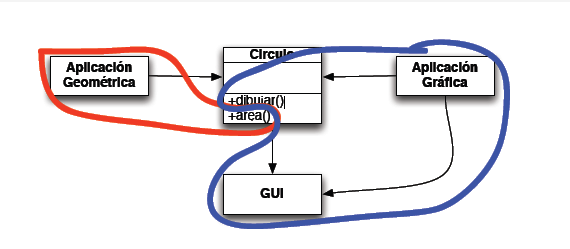 Aplicación
Geométrica
Circulo
+dibujar()
+area()
Aplicación
Gráfica
GUI